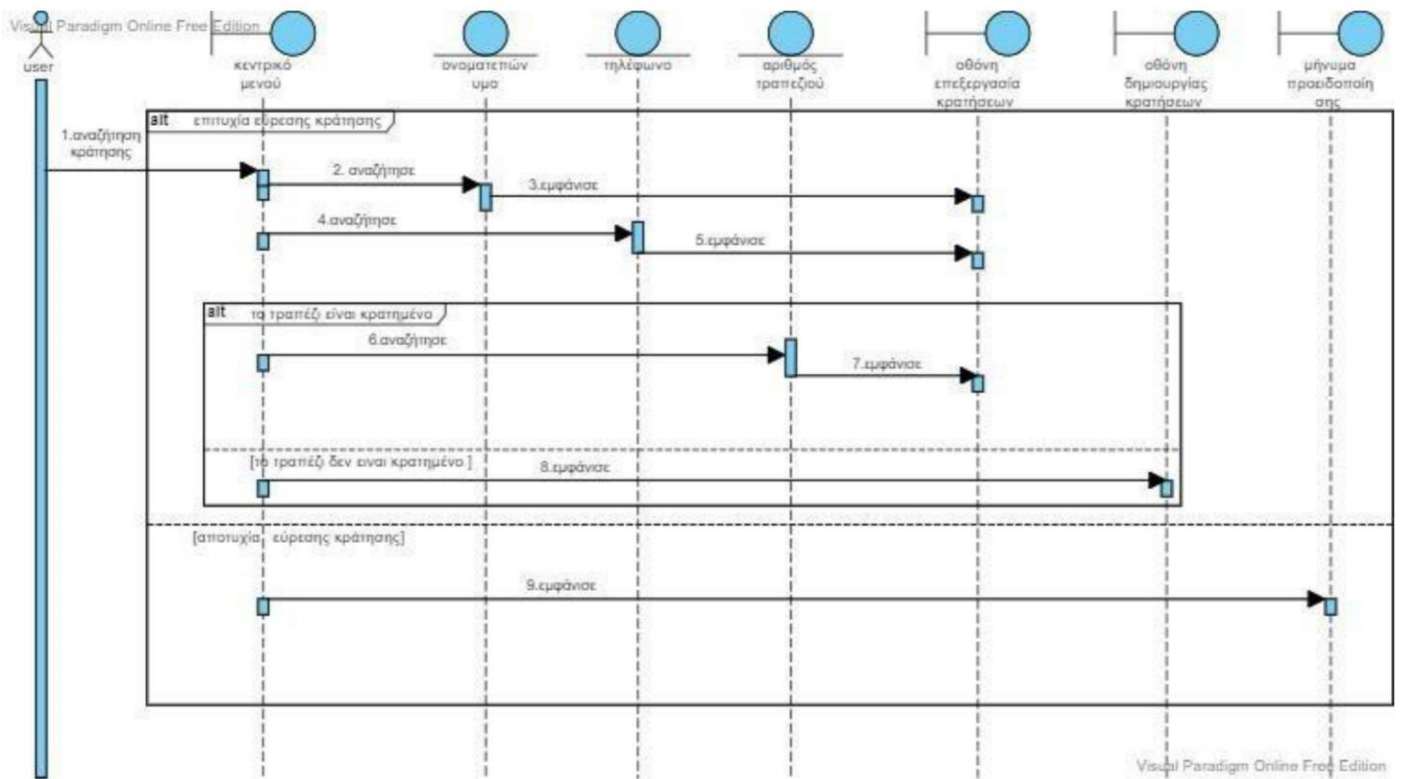 Visual Paradigm Online Free Edition
user
κεντρικό
μενού
ονοματεπών
υμο
τηλέφωνο
αριθμός
τραπεζιού
οθόνη
επεξεργασία
κρατήσεων
οθόνη
δημιουργίας
κρατήσεων
μήνυμα
προειδοποίη
σης
alt επιτυχία εύρεσης κράτησης
1.αναζήτηση
κράτησης
2. αναζήτησε
3.εμφάνισε
4.αναζήτησε
5.εμφάνισε
alt το τραπέζι είναι κρατημένο
6.αναζήτησε
7.εμφάνισε
[το τραπέζι δεν ειναι κρατημένο ]
8.εμφάνισε
[αποτυχία εύρεσης κράτησης]
9.εμφάνισε
Visual Paradigm Online Free Edition